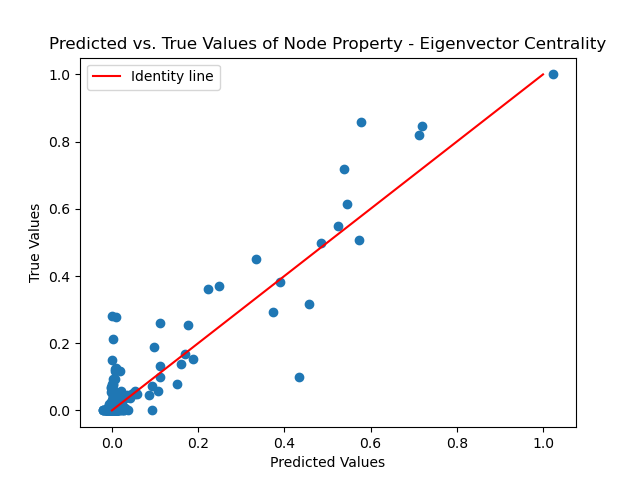 Predicted vs. True Values of Node Property - Eigenvector Centrality
Identity line
1.0
0.8
0.6
0.4
0.2
0.0
True Values
0.0 0.2 0.4 0.6 0.8 1.0
Predicted Values